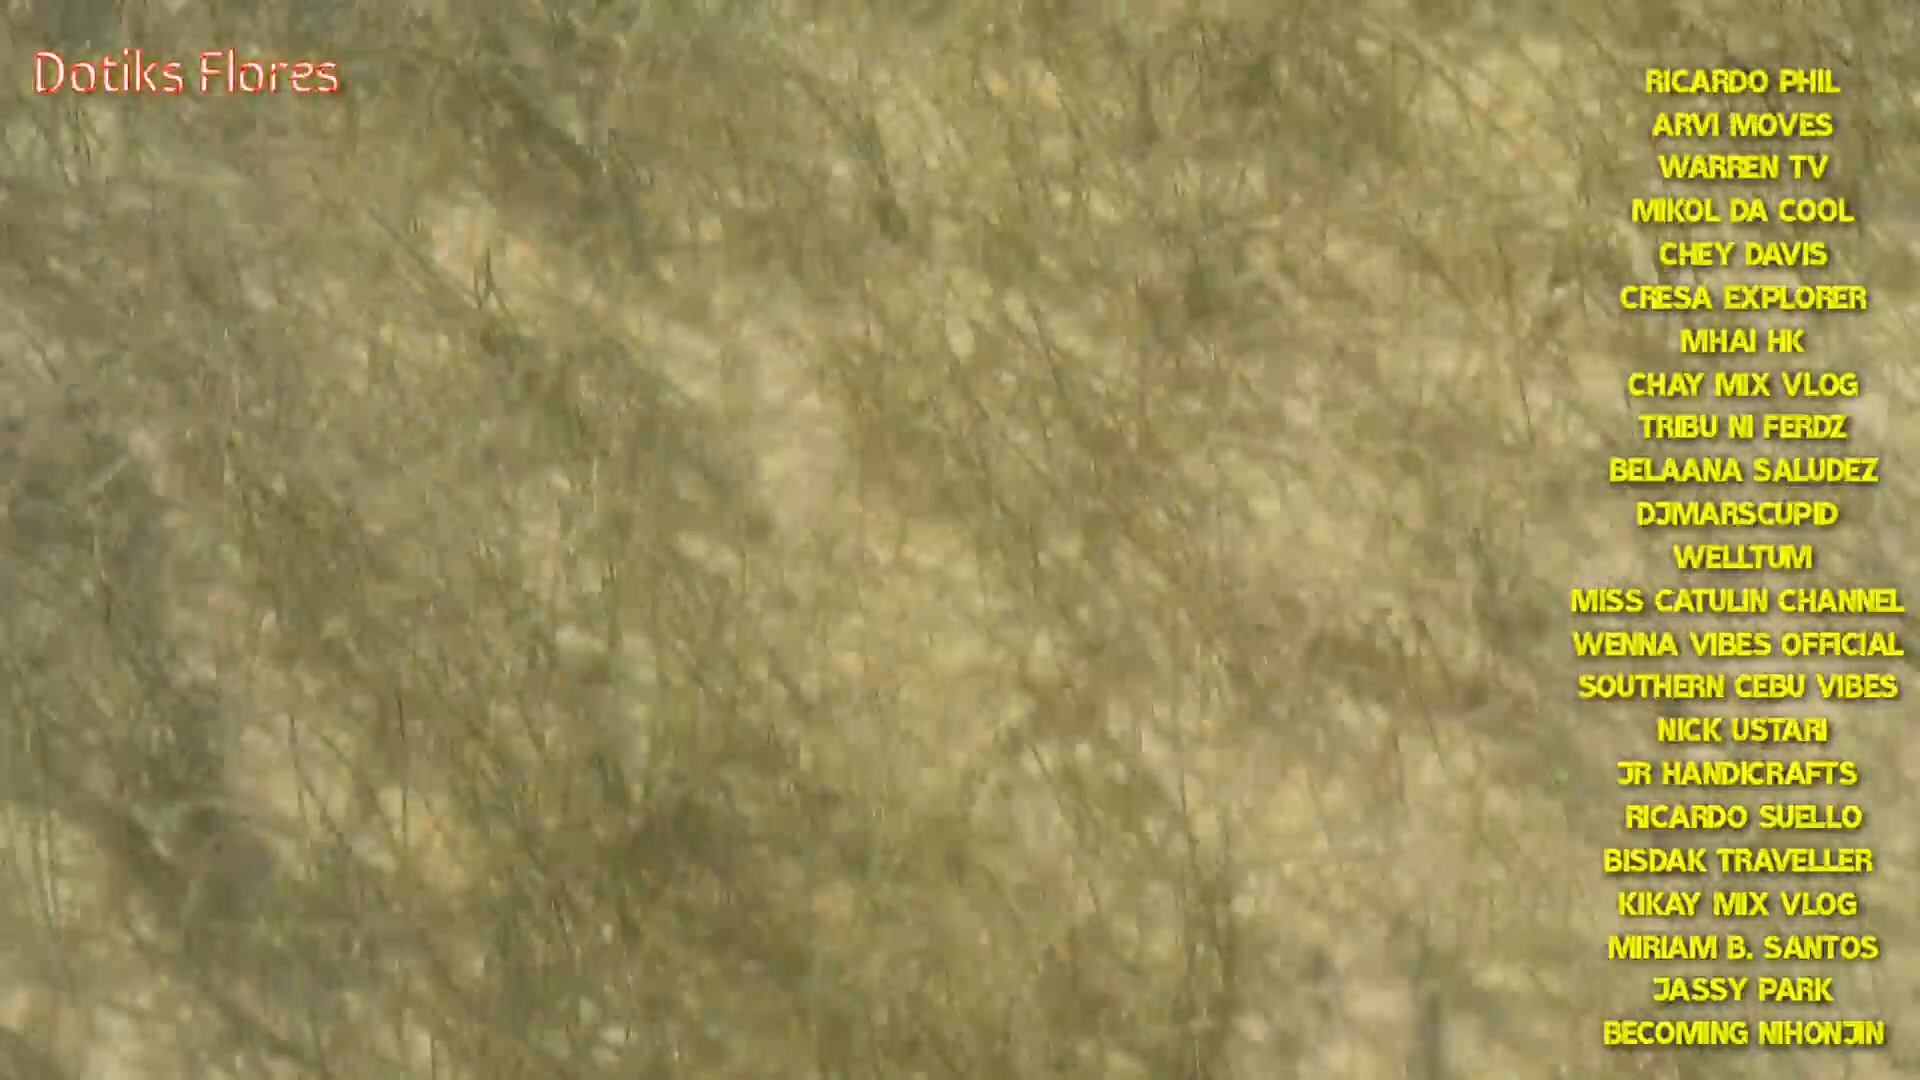 Dotiks Flores
RICARDO PHIL
ARVI MOVES
WARREN TV
MIKOL DA COOL
CHEY DAVIS
CRESA EXPLORER
MHAI HK
CHAY MIX VLOG
TRIBU NI FERDZ
BELAANA SALUDEZ
DJMARSCUPID
WELLTUM
MISS CATULIN CHANNEL
WENNA VIBES OFFICIAL
SOUTHERN CEBU VIBES
NICK USTARI
JR HANDICRAFTS
RICARDO SUELLO
BISDAK TRAVELLER
KIKAY MIX VLOG
MIRIAM B. SANTOS
JASSY PARK
BECOMING NIHONJIN